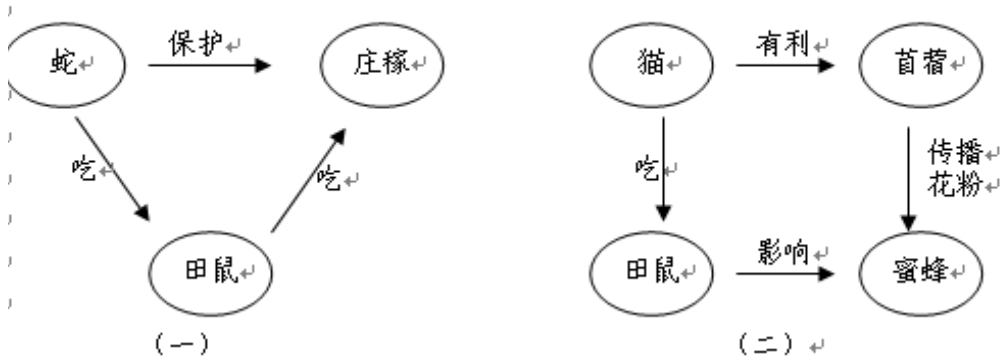 蛇
保护
庄稼
吃
吃
田鼠
（一）
猫
有利
苜蓿
吃
传播
花粉
田鼠
影响
蜜蜂
（二）